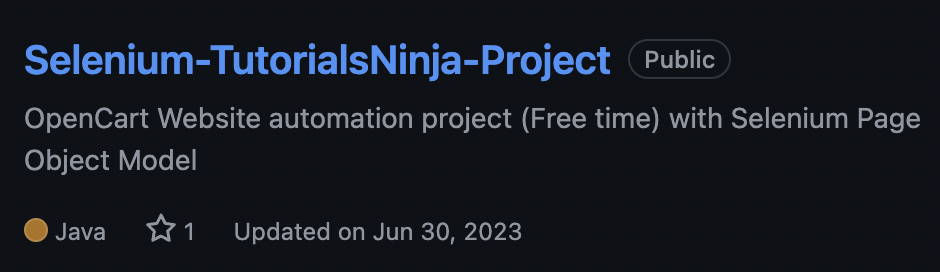 Selenium-TutorialsNinja-Project Public
OpenCart Website automation project (Free time) with Selenium Page
Object Model
Java 1 Updated on Jun 30, 2023